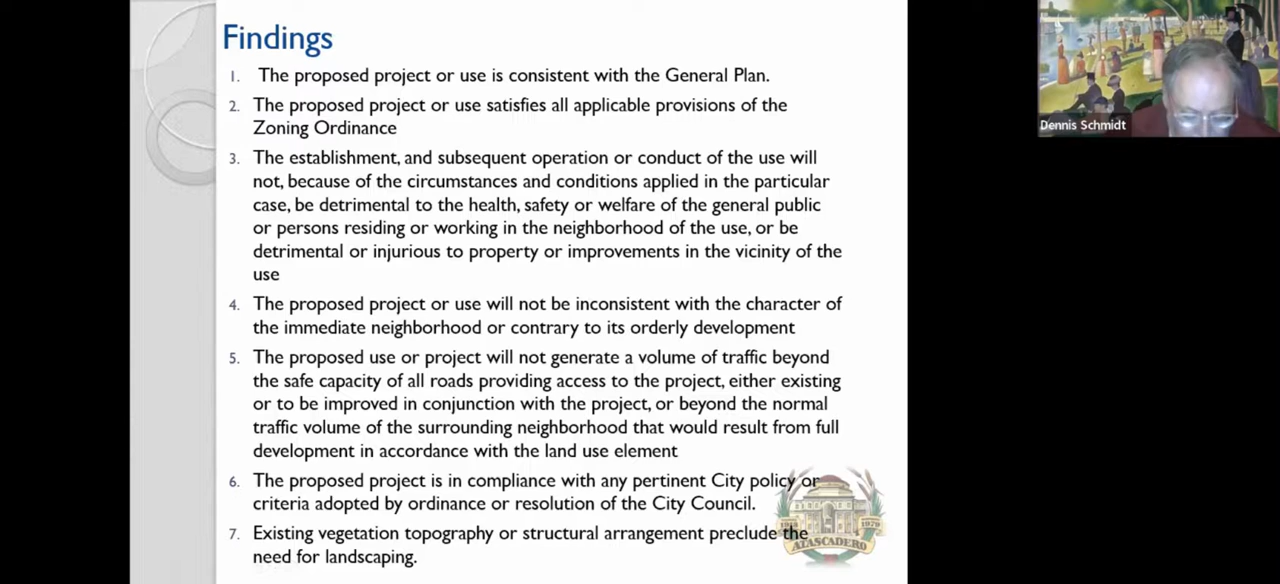 Findings
1. The proposed project or use is consistent with the General Plan.
2. The proposed project or use satisfies all applicable provisions of the
Zoning Ordinance
3. The establishment, and subsequent operation or conduct of the use will
not, because of the circumstances and conditions applied in the particular
case, be detrimental to the health, safety or welfare of the general public
or persons residing or working in the neighborhood of the use, or be
detrimental or injurious to property or improvements in the vicinity of the
use
4. The proposed project or use will not be inconsistent with the character of
the immediate neighborhood or contrary to its orderly development
5. The proposed use or project will not generate a volume of traffic beyond
the safe capacity of all roads providing access to the project, either existing
or to be improved in conjunction with the project, or beyond the normal
traffic volume of the surrounding neighborhood that would result from full
development in accordance with the land use element
6. The proposed project is in compliance with any pertinent City policy or
criteria adopted by ordinance or resolution of the City Council.
7. Existing vegetation topography or structural arrangement preclude the
need for landscaping.
1979
ATASCADERO
Dennis Schmidt